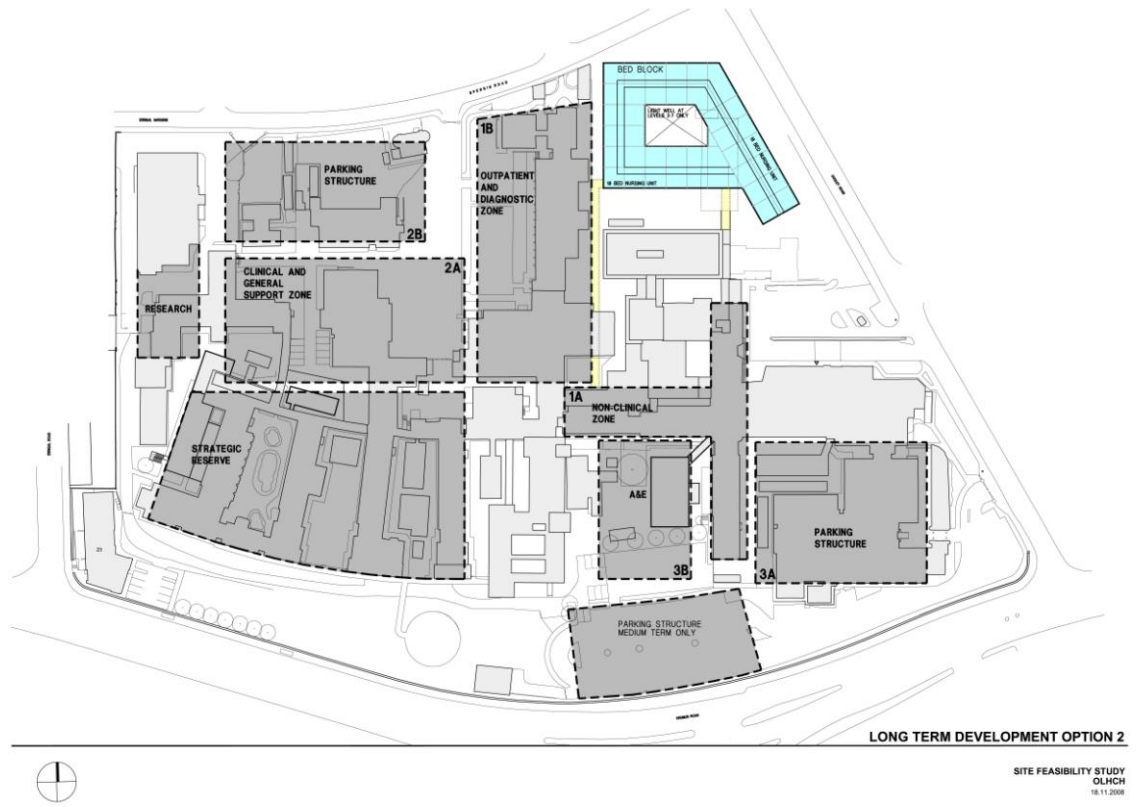 BED BLOCK
LIGHT WELL AT
LEVELS 2-7 ONLY
18 BED NURSING UNIT
18 BED NURSING UNIT
1B
OUTPATIENT
AND
DIAGNOSTIC
ZONE
PARKING
STRUCTURE
2B
2A
CLINICAL AND
GENERAL
SUPPORT ZONE
RESEARCH
1A
NON-CLINICAL
ZONE
STRATEGIC
RESERVE
A&E
3B
PARKING
STRUCTURE
3A
PARKING STRUCTURE
MEDIUM TERM ONLY
LONG TERM DEVELOPMENT OPTION 2
SITE FEASIBILITY STUDY
OLHCH
18.11.2008